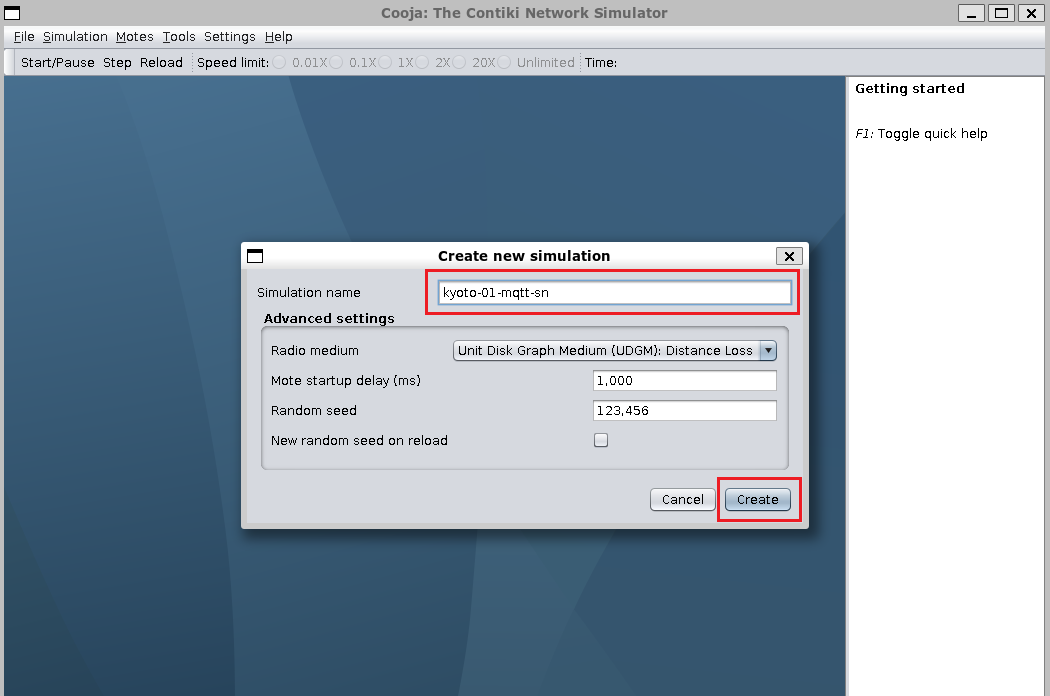 Cooja: The Contiki Network Simulator
File Simulation Motes Tools Settings Help
Start/Pause Step Reload Speed limit: 0.01X 0.1X 1X 2X 20X Unlimited Time:
Getting started
F1: Toggle quick help
Create new simulation
Simulation name kyoto-01-mqtt-sn
Advanced settings
Radio medium Unit Disk Graph Medium (UDGM): Distance Loss
Mote startup delay (ms) 1,000
Random seed 123,456
New random seed on reload
Cancel Create